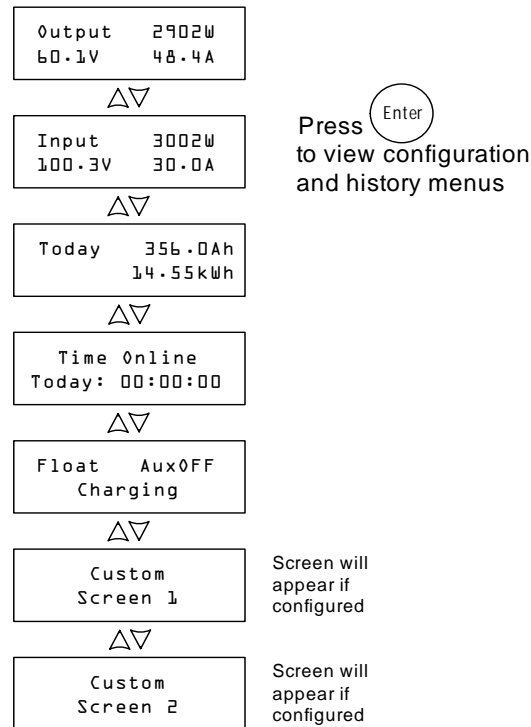 Output 2902W
60.1V 48.4A
Press Enter
to view configuration
and history menus
Input 3002W
100.3V 30.0A
Today 356.0Ah
14.55kWh
Time Online
Today: 00:00:00
Float AuxOFF
Charging
Custom
Screen 1
Screen will
appear if
configured
Custom
Screen 2
Screen will
appear if
configured